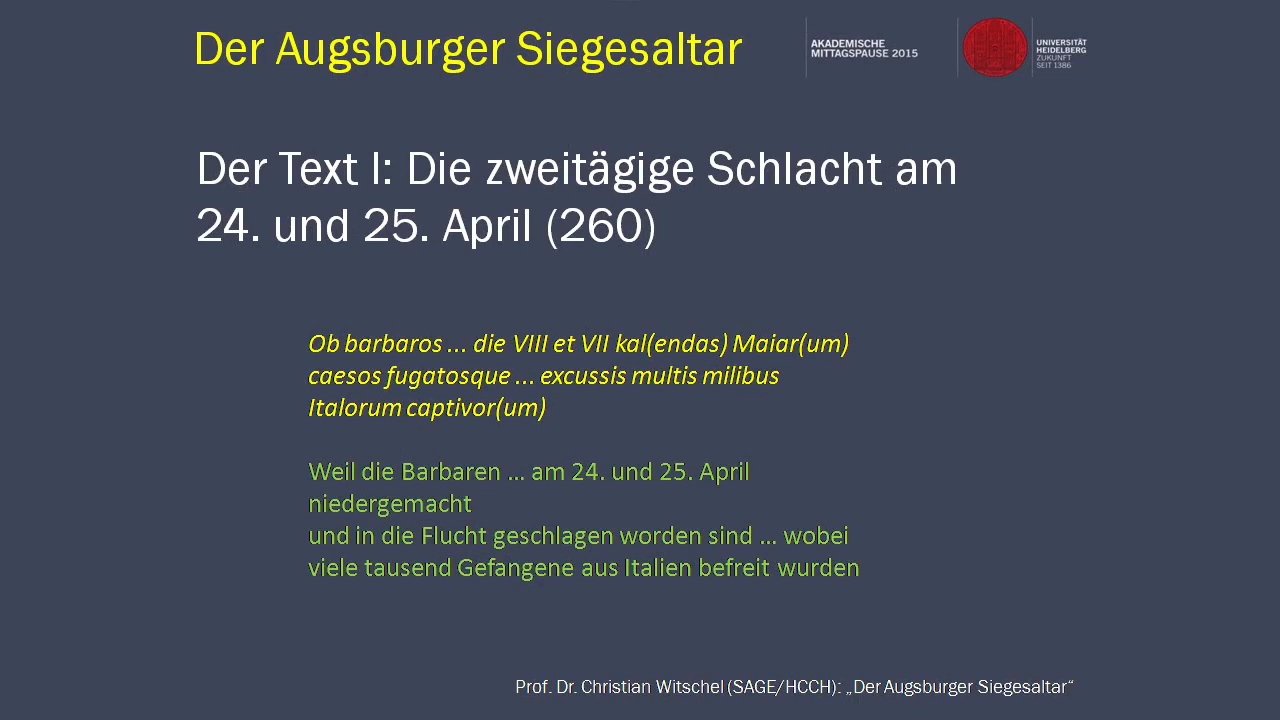 Der Augsburger Siegesaltar
AKADEMISCHE
MITTAGSPAUSE 2015
UNIVERSITÄT
HEIDELBERG
ZUKUNFT
SEIT 1386
Der Text I: Die zweitägige Schlacht am
24. und 25. April (260)
Ob barbaros ... die VIII et VII kal(endas) Maiar(um)
caesos fugatosque ... excussis multis milibus
Italorum captivor(um)
Weil die Barbaren ... am 24. und 25. April
niedergemacht
und in die Flucht geschlagen worden sind ... wobei
viele tausend Gefangene aus Italien befreit wurden
Prof. Dr. Christian Witschel (SAGE/HCCH): „Der Augsburger Siegesaltar“